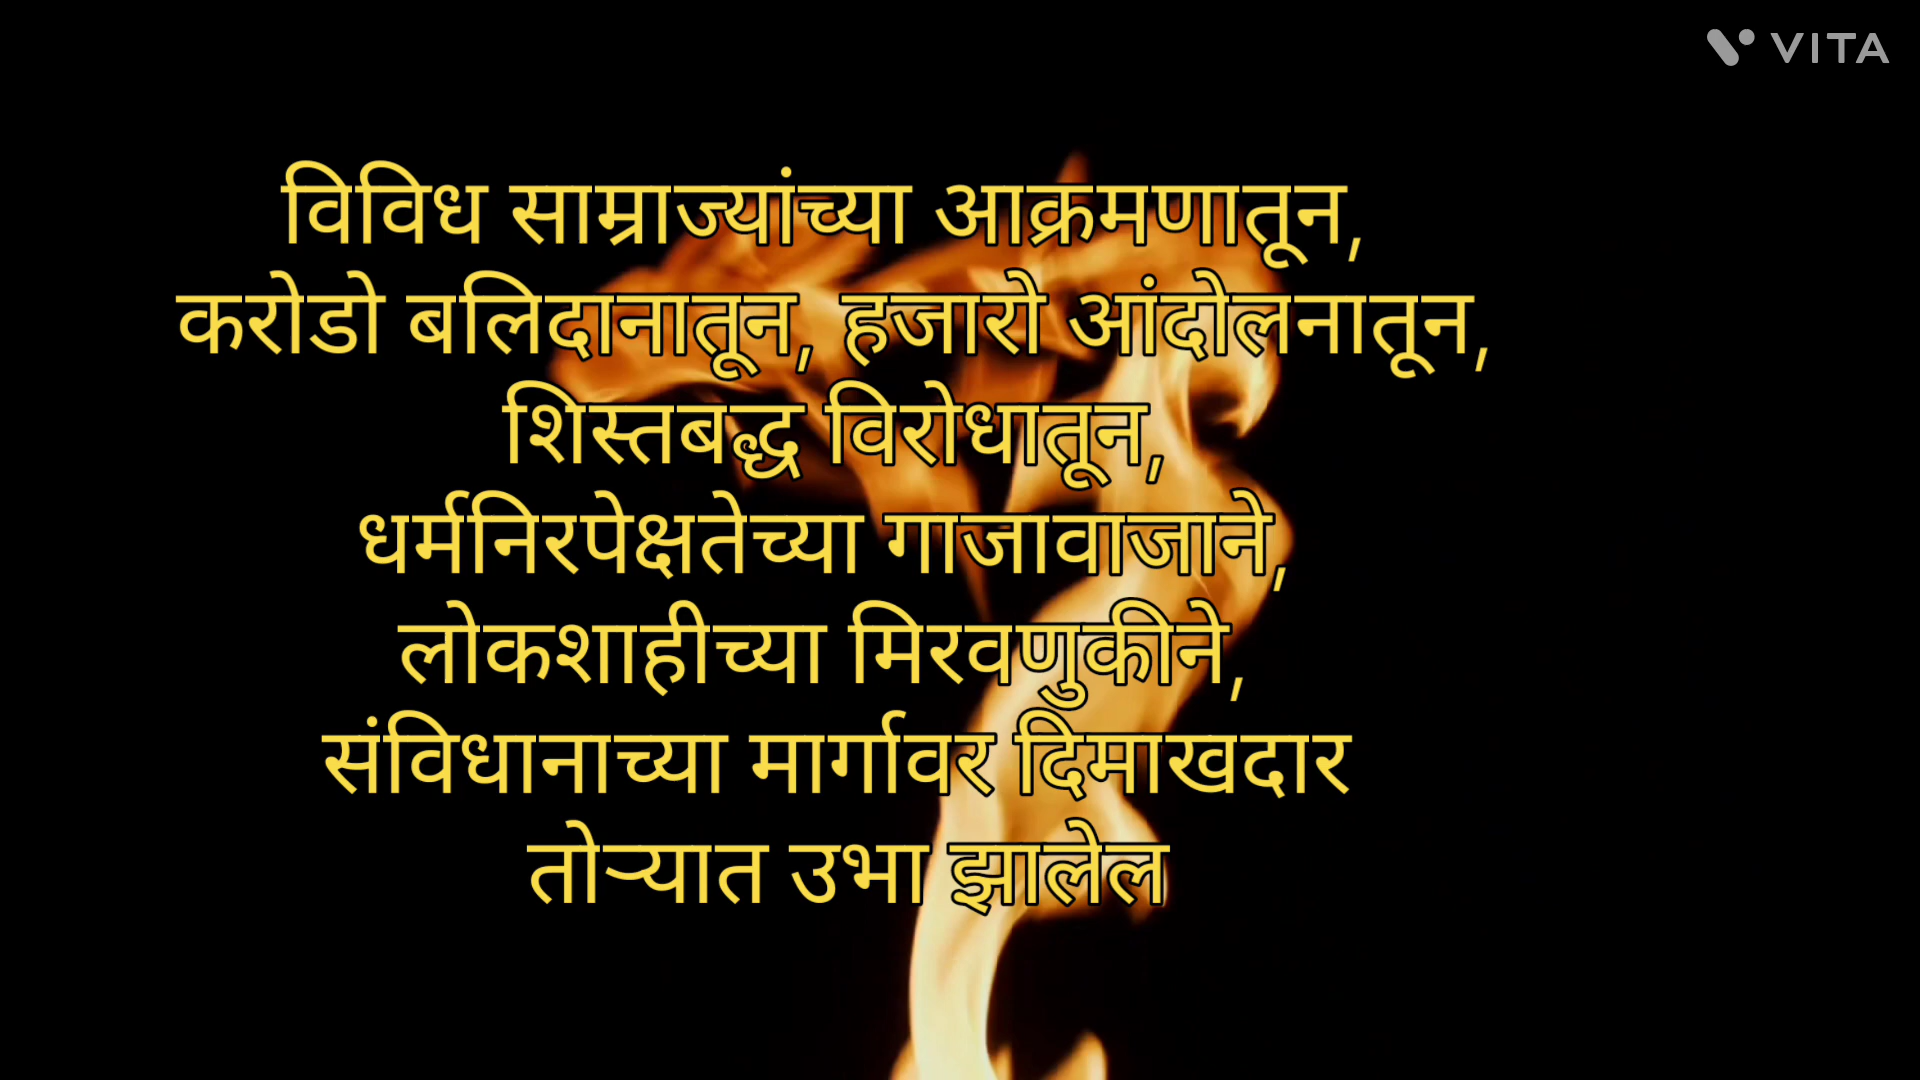 VITA
विविध साम्राज्यांच्या आक्रमणातून,
करोडो बलिदानातून, हजारो आंदोलनातून,
शिस्तबद्ध विरोधातून,
धर्मनिरपेक्षतेच्या गाजावाजाने,
लोकशाहीच्या मिरवणुकीने,
संविधानाच्या मार्गावर दिमाखदार
तोऱ्यात उभा झालेल